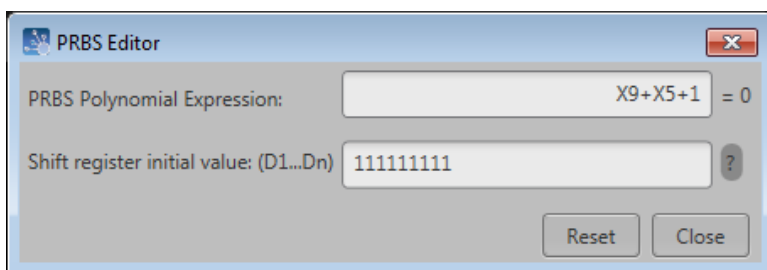 PRBS Editor
PRBS Polynomial Expression: X9+X5+1 = 0
Shift register initial value: (D1...Dn) 111111111 ?
Reset Close